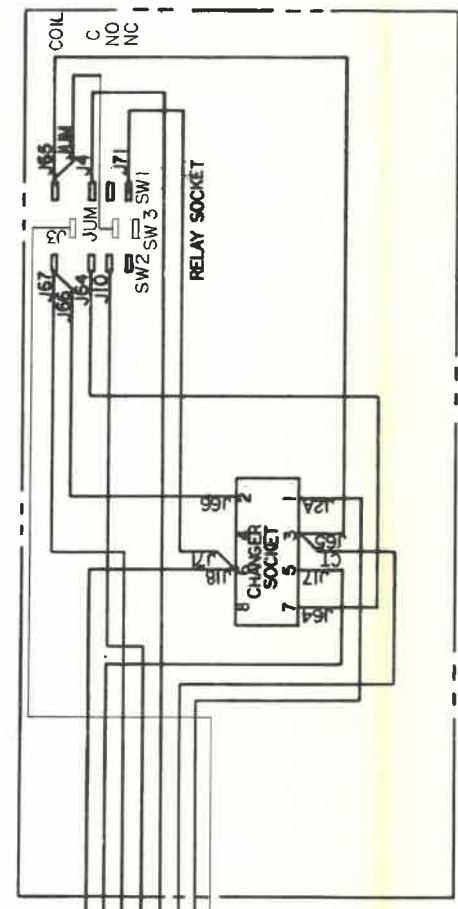 COIL
C
NO
NC
J65
JUM
J4
J71
J3
JUM
SW1
SW3
SW2
J67
J66
J64
J10
RELAY SOCKET
J66
J71
J18
2
4
6
8
CHANGER
SOCKET
1
3
5
7
J2A
J65
CT
J17
J64